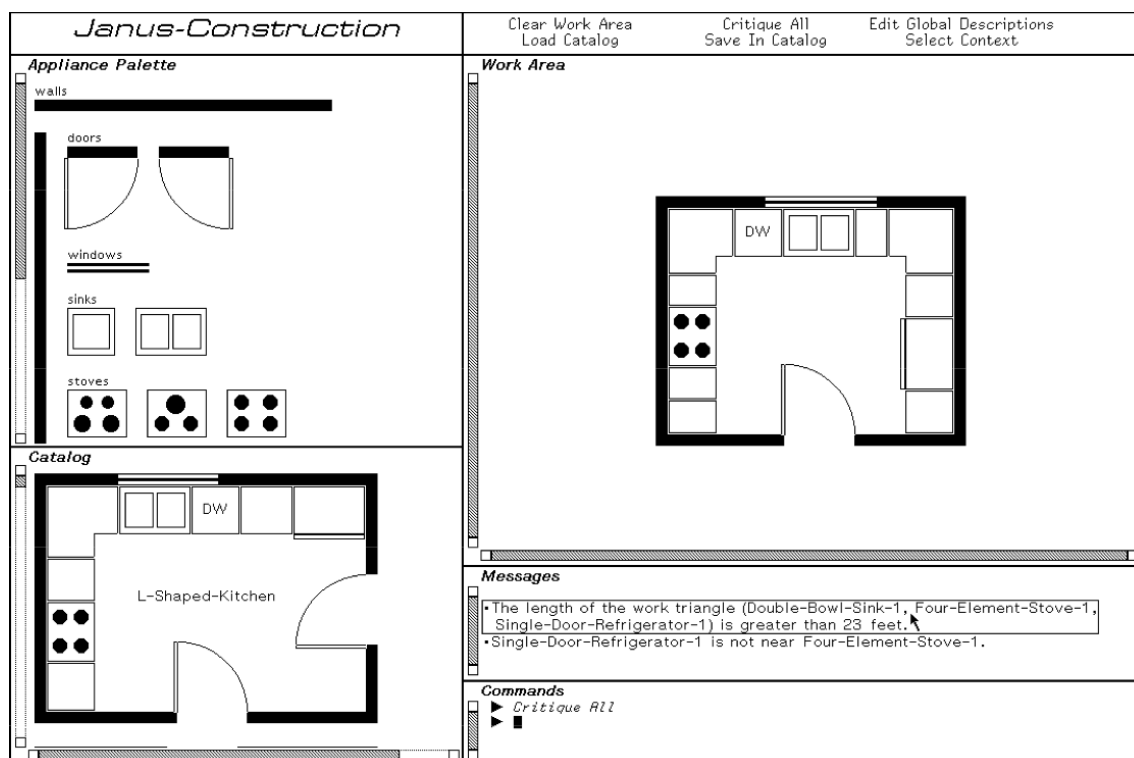 Janus-Construction
Clear Work Area
Critique All
Edit Global Descriptions
Load Catalog
Save In Catalog
Select Context
Appliance Palette
walls
doors
windows
sinks
stoves
Catalog
DW
L-Shaped-Kitchen
Work Area
DW
Messages
•The length of the work triangle (Double-Bowl-Sink-1, Four-Element-Stove-1,
Single-Door-Refrigerator-1) is greater than 23 feet.
•Single-Door-Refrigerator-1 is not near Four-Element-Stove-1.
Commands
Critique All